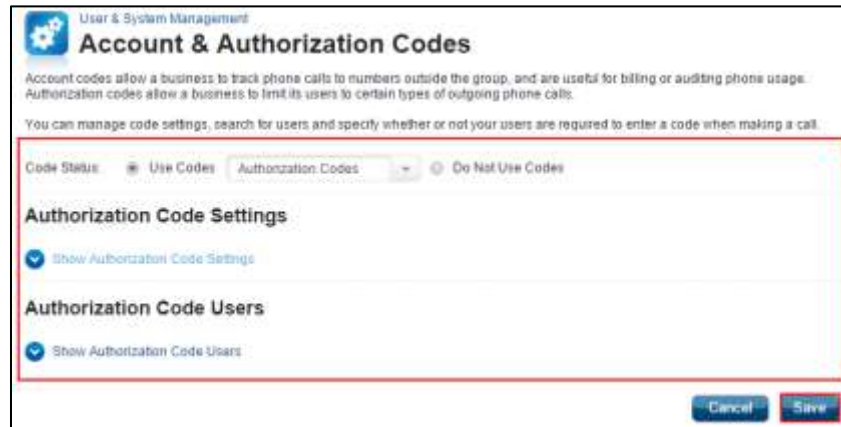 User & System Management
Account & Authorization Codes
Account codes allow a business to track phone calls to numbers outside the group, and are useful for billing or auditing phone usage.
Authorization codes allow a business to limit its users to certain types of outgoing phone calls.
You can manage code settings, search for users and specify whether or not your users are required to enter a code when making a call.
Code Status: Use Codes Authorization Codes Do Not Use Codes
Authorization Code Settings
Show Authorization Code Settings
Authorization Code Users
Show Authorization Code Users
Cancel Save